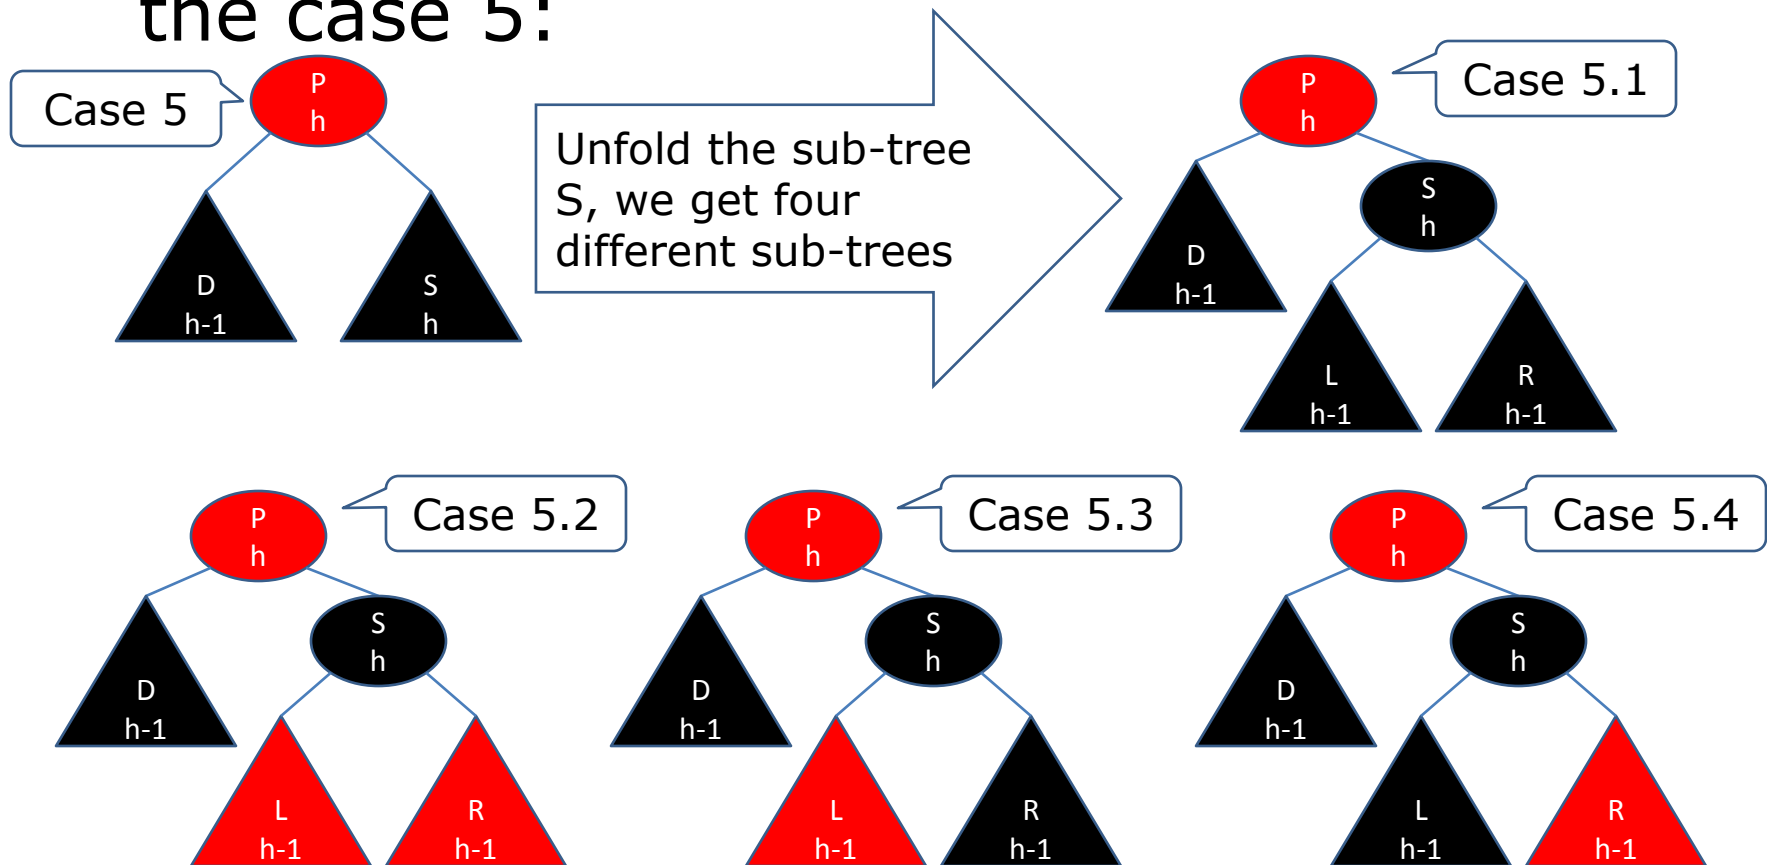 the case 5:
Case 5
P
h
D
h-1
S
h
Unfold the sub-tree
S, we get four
different sub-trees
Case 5.1
P
h
S
h
D
h-1
L
h-1
R
h-1
Case 5.2
P
h
S
h
D
h-1
L
h-1
R
h-1
Case 5.3
P
h
S
h
D
h-1
L
h-1
R
h-1
Case 5.4
P
h
S
h
D
h-1
L
h-1
R
h-1